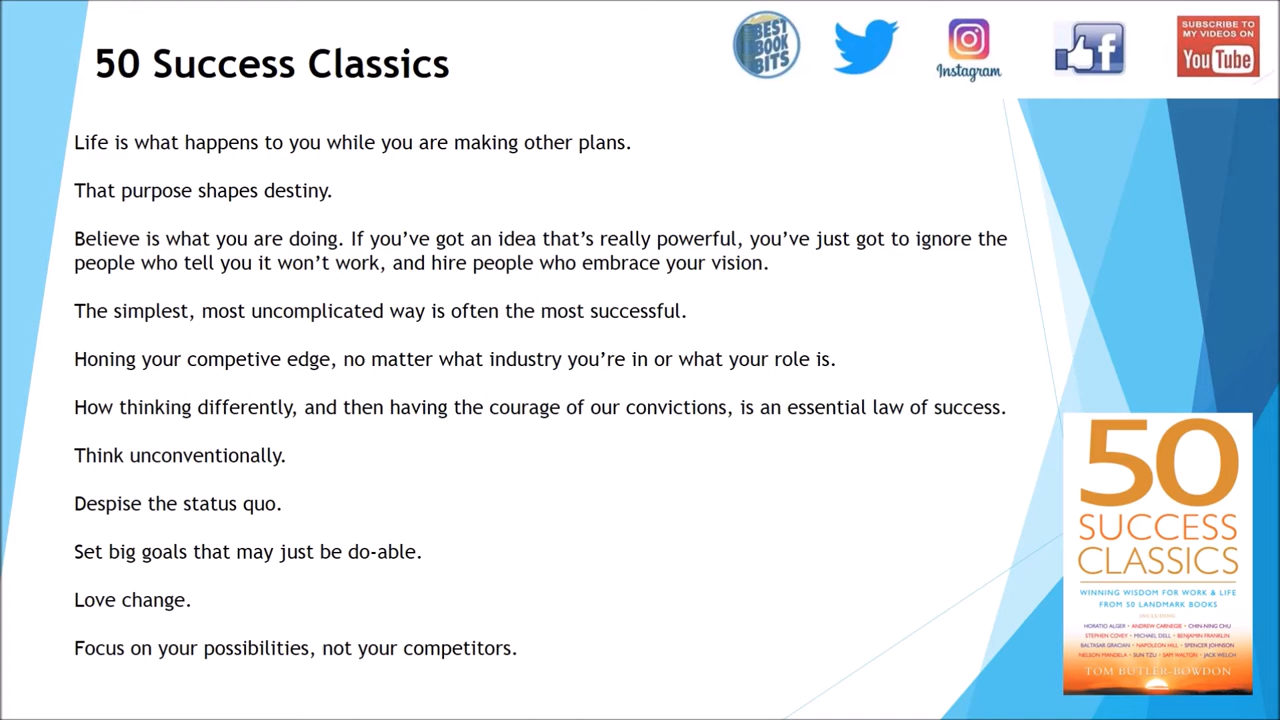 50 Success Classics
BEST
BOOK
BITS
Instagram
f
SUBSCRIBE TO
MY VIDEOS ON
YouTube
Life is what happens to you while you are making other plans.
That purpose shapes destiny.
Believe is what you are doing. If you’ve got an idea that’s really powerful, you’ve just got to ignore the
people who tell you it won’t work, and hire people who embrace your vision.
The simplest, most uncomplicated way is often the most successful.
Honing your competive edge, no matter what industry you’re in or what your role is.
How thinking differently, and then having the courage of our convictions, is an essential law of success.
Think unconventionally.
Despise the status quo.
Set big goals that may just be do-able.
Love change.
Focus on your possibilities, not your competitors.
50
SUCCESS
CLASSICS
WINNING WISDOM FOR WORK & LIFE
FROM 50 LANDMARK BOOKS
INCLUDING
HORATIO ALGER • ANDREW CARNEGIE • CHIN-NING CHU
STEPHEN COVEY • MICHAEL DELL • BENJAMIN FRANKLIN
BALTASAR GRACIAN • NAPOLEON HILL • SPENCER JOHNSON
NELSON MANDELA • SUN TZU • SAM WALTON • JACK WELCH
TOM BUTLER-BOWDON